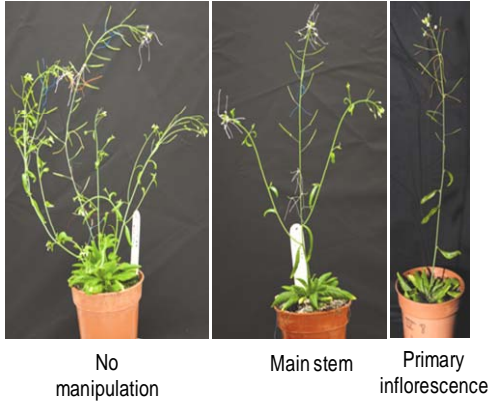 No
manipulation
Main stem
Primary
inflorescence